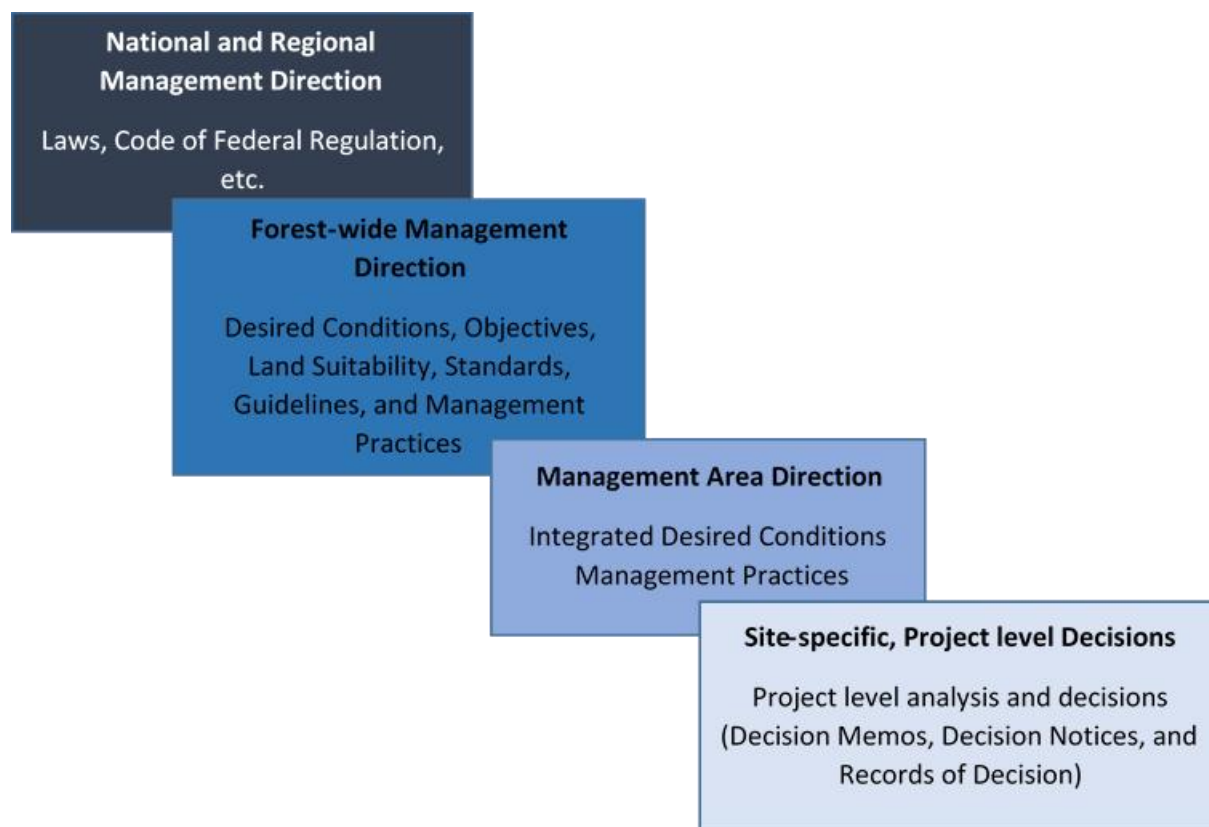 National and Regional
Management Direction
Laws, Code of Federal Regulation,
etc.
Forest-wide Management
Direction
Desired Conditions, Objectives,
Land Suitability, Standards,
Guidelines, and Management
Practices
Management Area Direction
Integrated Desired Conditions
Management Practices
Site-specific, Project level Decisions
Project level analysis and decisions
(Decision Memos, Decision Notices, and
Records of Decision)